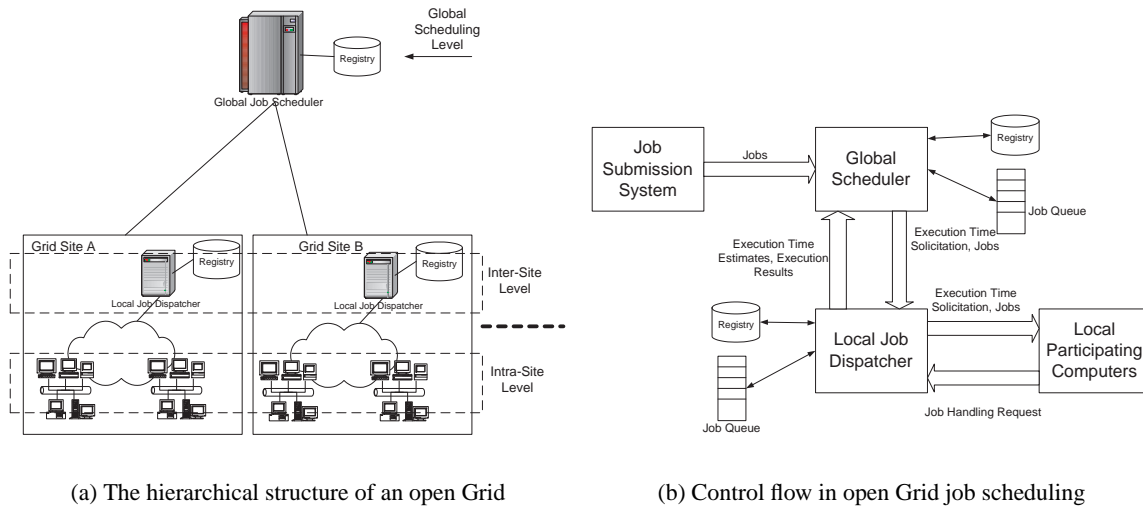 Global
Scheduling
Level
Registry
Global Job Scheduler
Grid Site A
Registry
Local Job Dispatcher
Grid Site B
Registry
Local Job Dispatcher
Inter-Site
Level
Intra-Site
Level
(a) The hierarchical structure of an open Grid
Job
Submission
System
Jobs
Global
Scheduler
Registry
Job Queue
Execution Time
Estimates, Execution
Results
Execution Time
Solicitation, Jobs
Registry
Job Queue
Local Job
Dispatcher
Execution Time
Solicitation, Jobs
Local
Participating
Computers
Job Handling Request
(b) Control flow in open Grid job scheduling